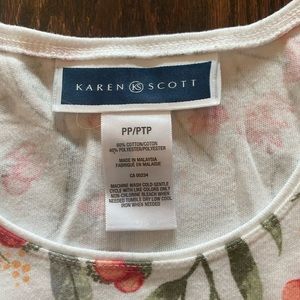 KAREN KS SCOTT
PP/PTP
60% COTTON/COTON
40% POLYESTER/POLYESTER
MADE IN MALAYSIA
FABRIQUÉ EN MALAISIE
CA 00234
MACHINE WASH COLD GENTLE
CYCLE WITH LIKE COLORS ONLY
NON-CHLORINE BLEACH WHEN
NEEDED TUMBLE DRY LOW COOL
IRON WHEN NEEDED